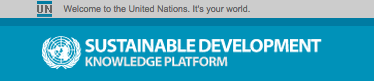 UN Welcome to the United Nations. It's your world.
SUSTAINABLE DEVELOPMENT
KNOWLEDGE PLATFORM